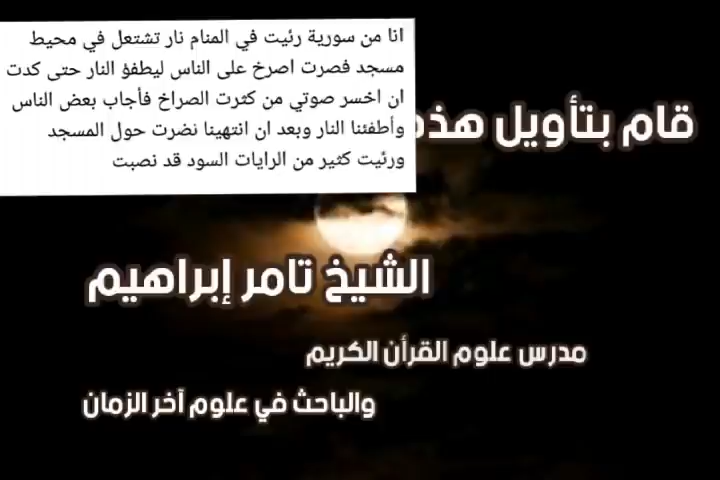 انا من سورية رئيت في المنام نار تشتعل في محيط
مسجد فصرت اصرخ على الناس ليطفؤ النار حتى كدت
ان اخسر صوتي من كثرت الصراخ فأجاب بعض الناس
وأطفئنا النار وبعد ان انتهينا نضرت حول المسجد
ورئيت كثير من الرايات السود قد نصبت
قام بتأويل هذه
الشيخ تامر إبراهيم
مدرس علوم القرأن الكريم
والباحث في علوم آخر الزمان